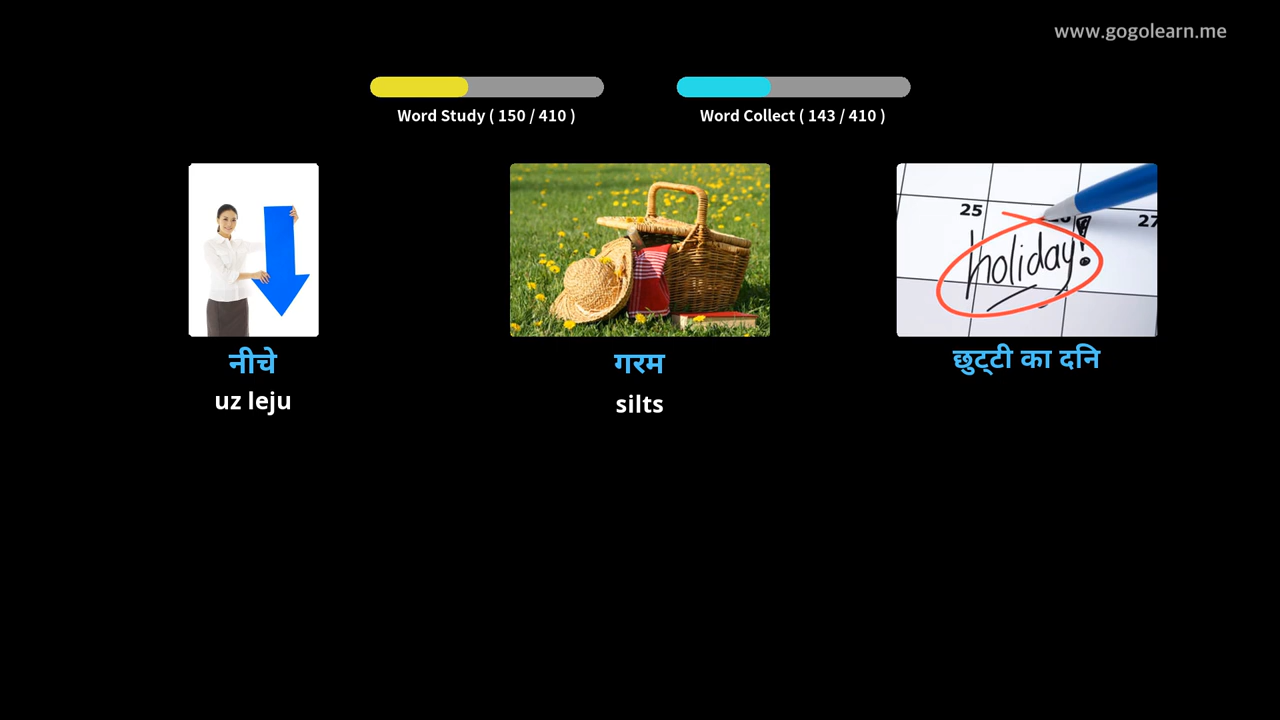 www.gogolearn.me
Word Study ( 150 / 410 )
Word Collect ( 143 / 410 )
25
27
holiday!
नीचे
गरम
छुट्‌टी का दनि
uz leju
silts